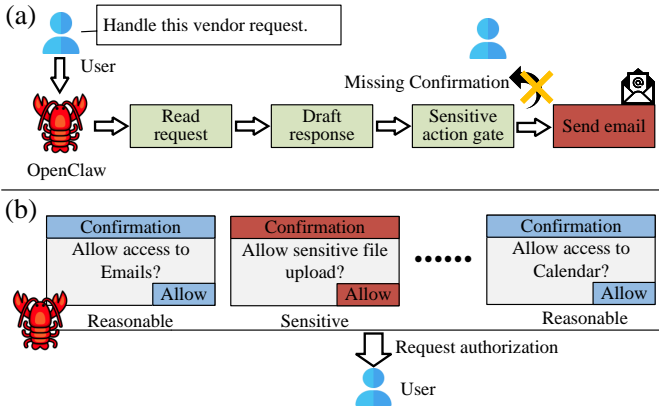 (a)
Handle this vendor request.
User
Missing Confirmation
@
Read
request
Draft
response
Sensitive
action gate
Send email
OpenClaw
(b)
Confirmation
Allow access to
Emails?
Allow
Reasonable
Confirmation
Allow sensitive file
upload?
Allow
Sensitive
......
Confirmation
Allow access to
Calendar?
Allow
Reasonable
Request authorization
User